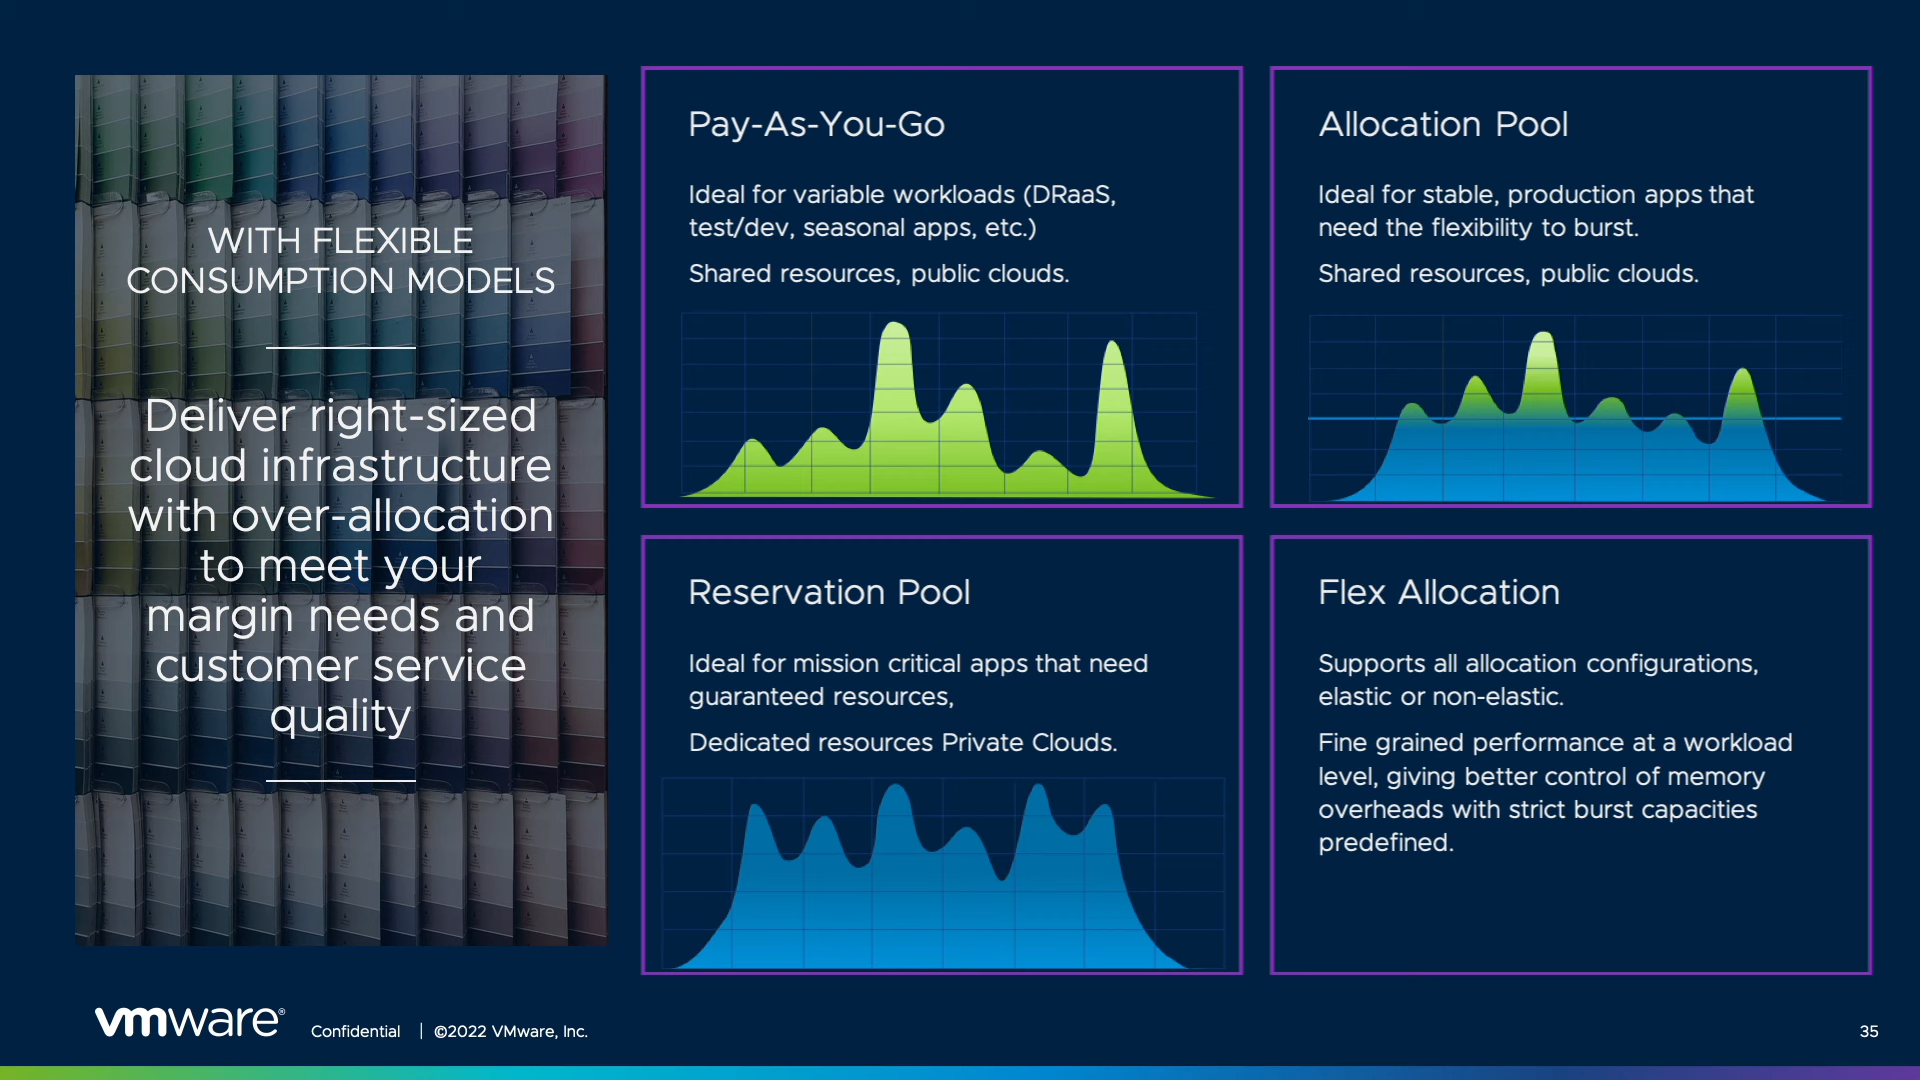 WITH FLEXIBLE
CONSUMPTION MODELS
Deliver right-sized
cloud infrastructure
with over-allocation
to meet your
margin needs and
customer service
quality
Pay-As-You-Go
Ideal for variable workloads (DRaaS,
test/dev, seasonal apps, etc.)
Shared resources, public clouds.
Allocation Pool
Ideal for stable, production apps that
need the flexibility to burst.
Shared resources, public clouds.
Reservation Pool
Ideal for mission critical apps that need
guaranteed resources,
Dedicated resources Private Clouds.
Flex Allocation
Supports all allocation configurations,
elastic or non-elastic.
Fine grained performance at a workload
level, giving better control of memory
overheads with strict burst capacities
predefined.
vmware®
Confidential | ©2022 VMware, Inc.
35